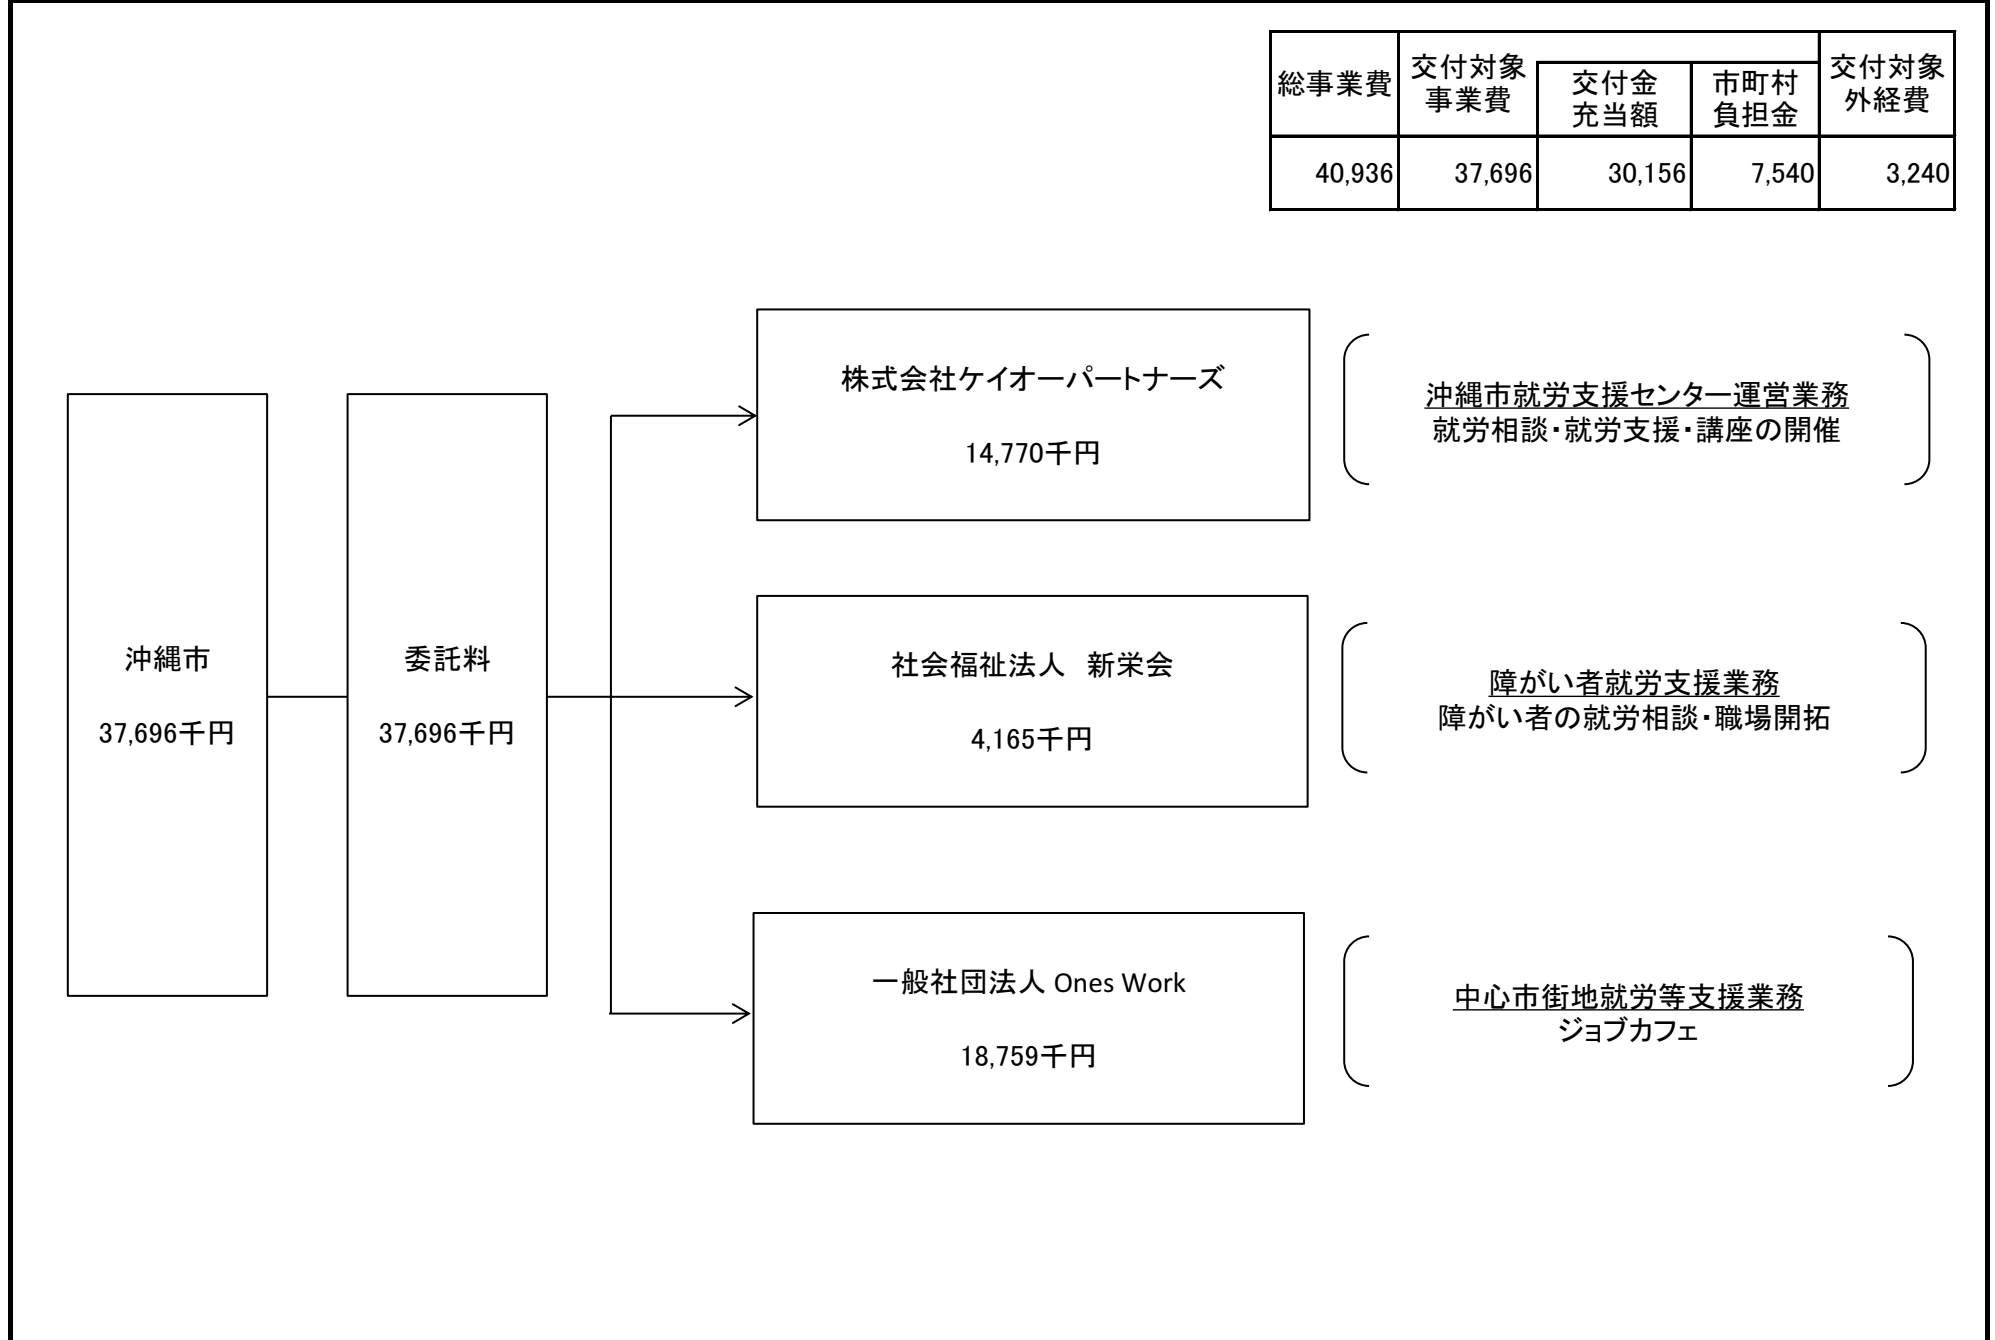 総事業費
交付対象
事業費
交付金
充当額
市町村
負担金
交付対象
外経費
40,936
37,696
30,156
7,540
3,240
沖縄市
37,696千円
委託料
37,696千円
株式会社ケイオーパートナーズ
14,770千円
沖縄市就労支援センター運営業務
就労相談・就労支援・講座の開催
社会福祉法人　新栄会
4,165千円
障がい者就労支援業務
障がい者の就労相談・職場開拓
一般社団法人 Ones Work
18,759千円
中心市街地就労等支援業務
ジョブカフェ